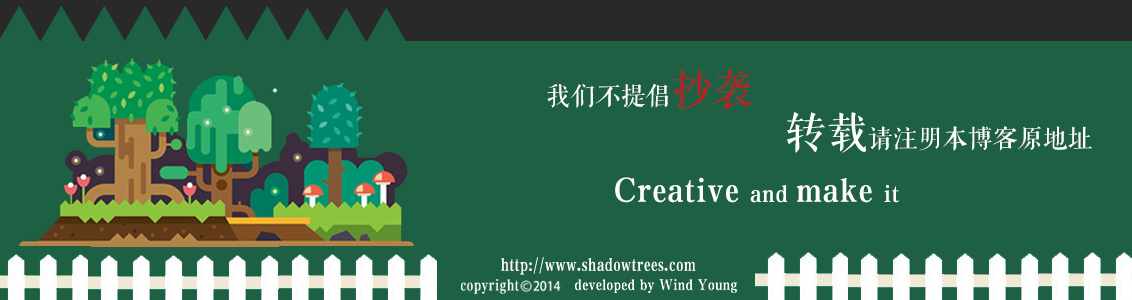 我们不提倡抄袭
转载请注明本博客原地址
Creative and make it
http://www.shadowtrees.com
copyright©2014 developed by Wind Young